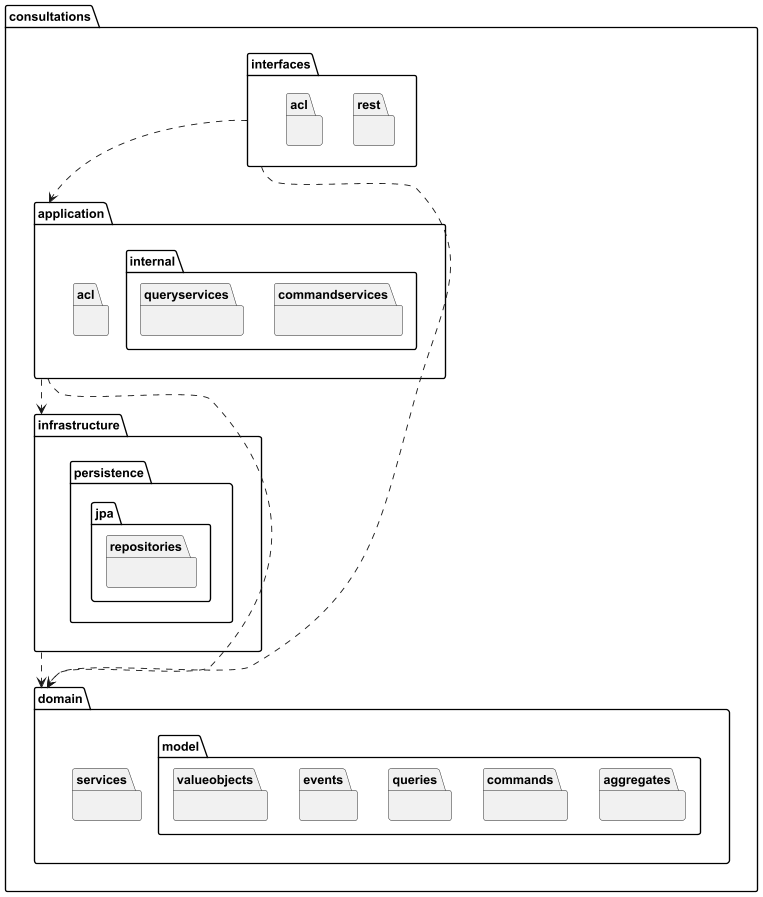 consultations
interfaces
acl
rest
application
internal
acl
queryservices
commandservices
infrastructure
persistence
jpa
repositories
domain
model
services
valueobjects
events
queries
commands
aggregates